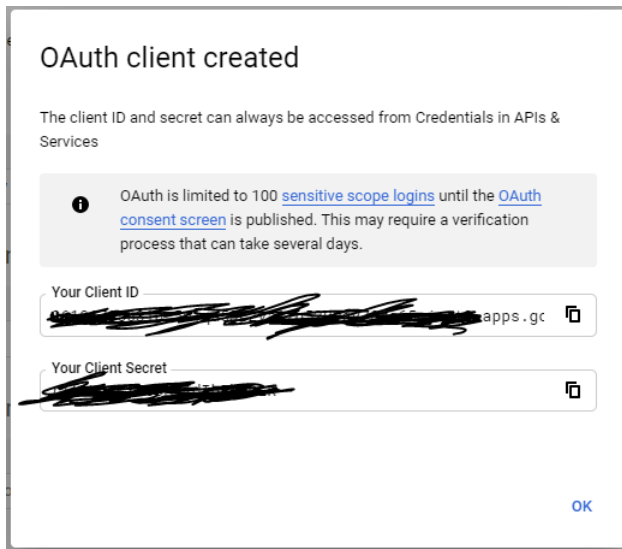 OAuth client created
The client ID and secret can always be accessed from Credentials in APIs &
Services
OAuth is limited to 100 sensitive scope logins until the OAuth
consent screen is published. This may require a verification
process that can take several days.
Your Client ID
apps.gc
Your Client Secret
OK